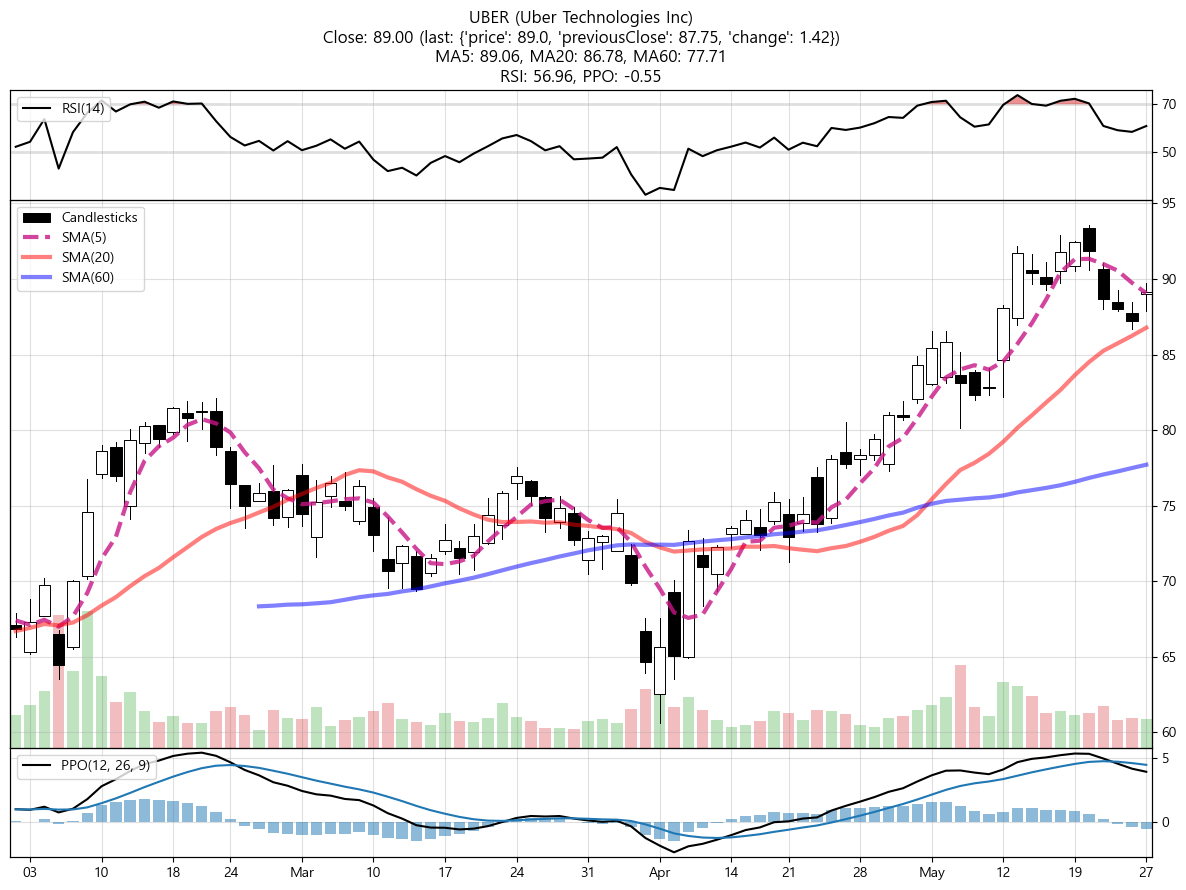 UBER (Uber Technologies Inc)
Close: 89.00 (last: {'price': 89.0, 'previousClose': 87.75, 'change': 1.42})
MA5: 89.06, MA20: 86.78, MA60: 77.71
RSI: 56.96, PPO: -0.55
RSI(14)
70
50
Candlesticks
SMA(5)
SMA(20)
SMA(60)
95
90
85
80
75
70
65
60
PPO(12, 26, 9)
5
0
03 10 18 24 Mar 10 17 24 31 Apr 14 21 28 May 12 19 27